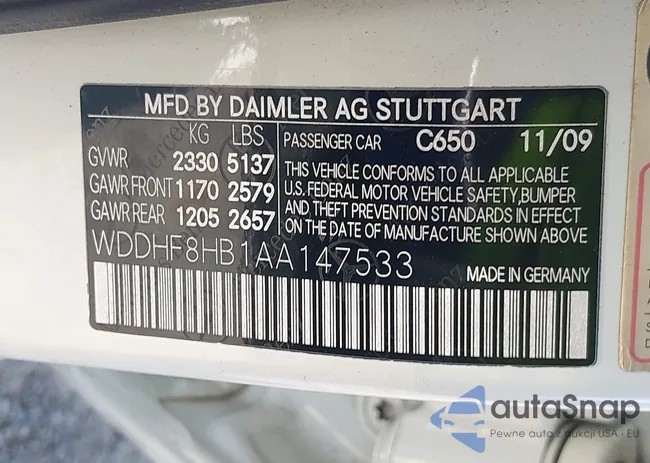 MFD BY DAIMLER AG STUTTGART
KG LBS
GVWR 2330 5137
GAWR FRONT 1170 2579
GAWR REAR 1205 2657
PASSENGER CAR C650 11/09
THIS VEHICLE CONFORMS TO ALL APPLICABLE
U.S. FEDERAL MOTOR VEHICLE SAFETY, BUMPER
AND THEFT PREVENTION STANDARDS IN EFFECT
ON THE DATE OF MANUFACTURE SHOWN ABOVE
WDDHF8HB1AA147533
MADE IN GERMANY
autaSnap
Pewne auta z aukcji USA i EU